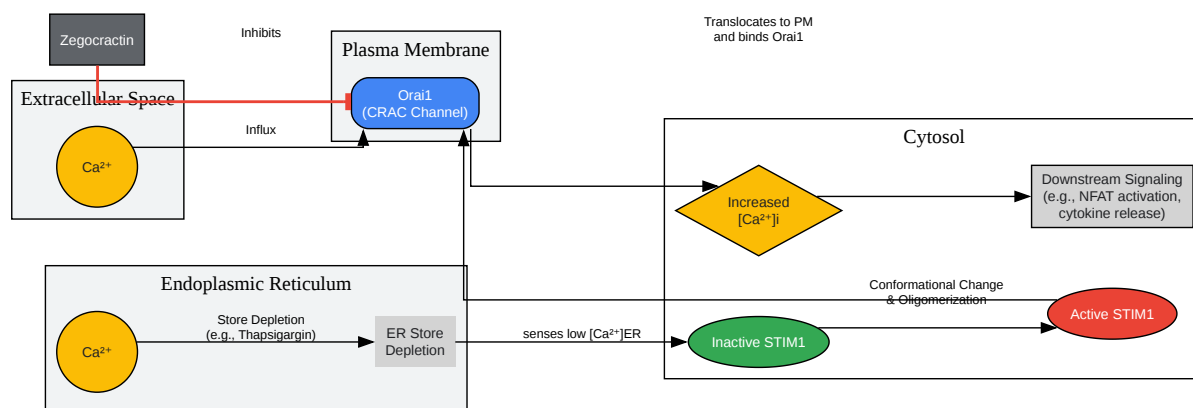 Zegocractin
Inhibits
Translocates to PM
and binds Orai1
Plasma Membrane
Extracellular Space
Orai1
(CRAC Channel)
Influx
Ca²⁺
Cytosol
Increased
[Ca²⁺]i
Downstream Signaling
(e.g., NFAT activation,
cytokine release)
Endoplasmic Reticulum
Ca²⁺
Store Depletion
(e.g., Thapsigargin)
ER Store
Depletion
senses low [Ca²⁺]ER
Inactive STIM1
Conformational Change
& Oligomerization
Active STIM1